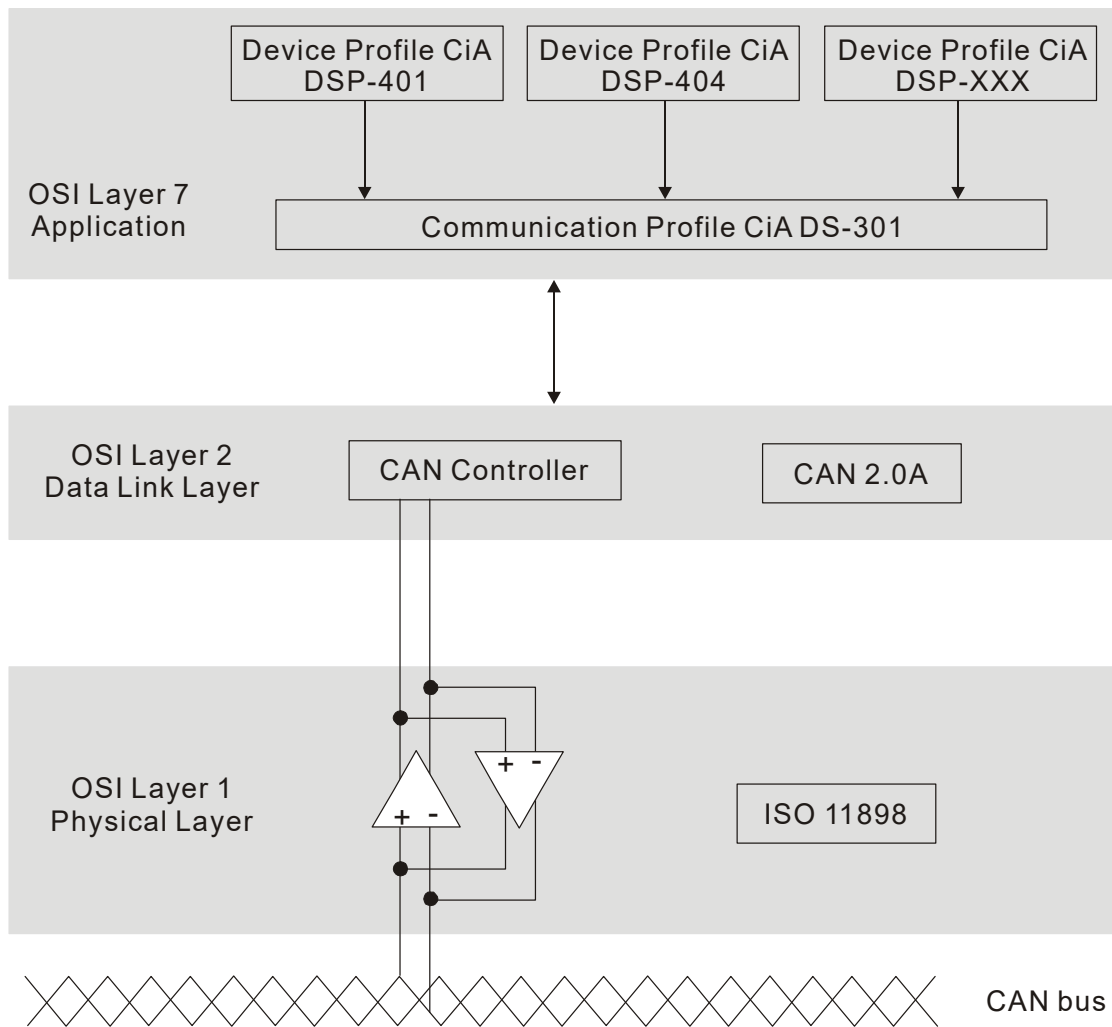 Device Profile CiA
DSP-401
Device Profile CiA
DSP-404
Device Profile CiA
DSP-XXX
OSI Layer 7
Application
Communication Profile CiA DS-301
OSI Layer 2
Data Link Layer
CAN Controller
CAN 2.0A
OSI Layer 1
Physical Layer
+ -
+ -
ISO 11898
CAN bus